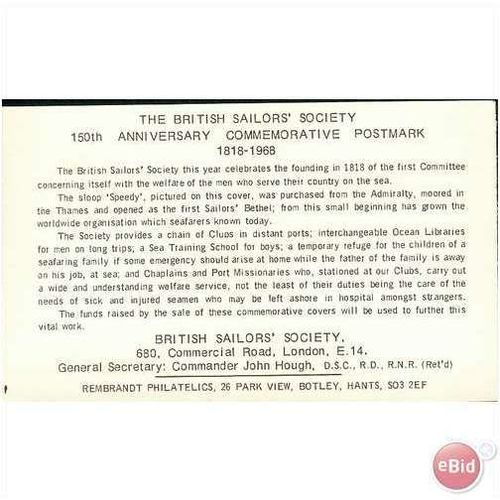 THE BRITISH SAILORS' SOCIETY
150th ANNIVERSARY COMMEMORATIVE POSTMARK
1818-1968
The British Sailors' Society this year celebrates the founding in 1818 of the first Committee
concerning itself with the welfare of the men who serve their country on the sea.
The sloop 'Speedy', pictured on this cover, was purchased from the Admiralty, moored in
the Thames and opened as the first Sailors' Bethel; from this small beginning has grown the
worldwide organisation which seafarers known today.
The Society provides a chain of Clubs in distant ports; interchangeable Ocean Libraries
for men on long trips; a Sea Training School for boys; a temporary refuge for the children of a
seafaring family if some emergency should arise at home while the father of the family is away
on his job, at sea; and Chaplains and Port Missionaries who, stationed at our Clubs, carry out
a wide and understanding welfare service, not the least of their duties being the care of the
needs of sick and injured seamen who may be left ashore in hospital amongst strangers.
The funds raised by the sale of these commemorative covers will be used to further this
vital work.
BRITISH SAILORS' SOCIETY,
680, Commercial Road, London, E.14.
General Secretary: Commander John Hough, D.S.C., R.D., R.N.R. (Ret'd)
REMBRANDT PHILATELICS, 26 PARK VIEW, BOTLEY, HANTS, SO3 2EF
eBid